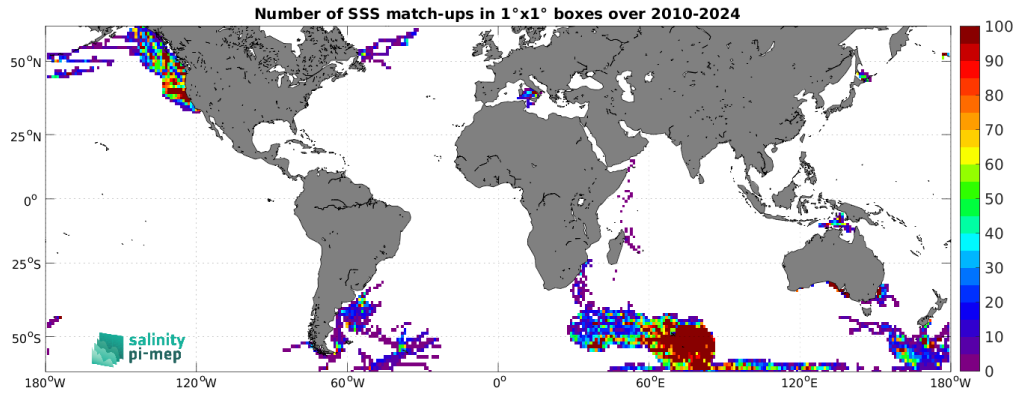 Number of SSS match-ups in 1°x1° boxes over 2010-2024
100
90
80
70
60
50
40
30
20
10
0
50°N
25°N
0°
25°S
50°S
salinity
pi-mep
180°W 120°W 60°W 0° 60°E 120°E 180°W